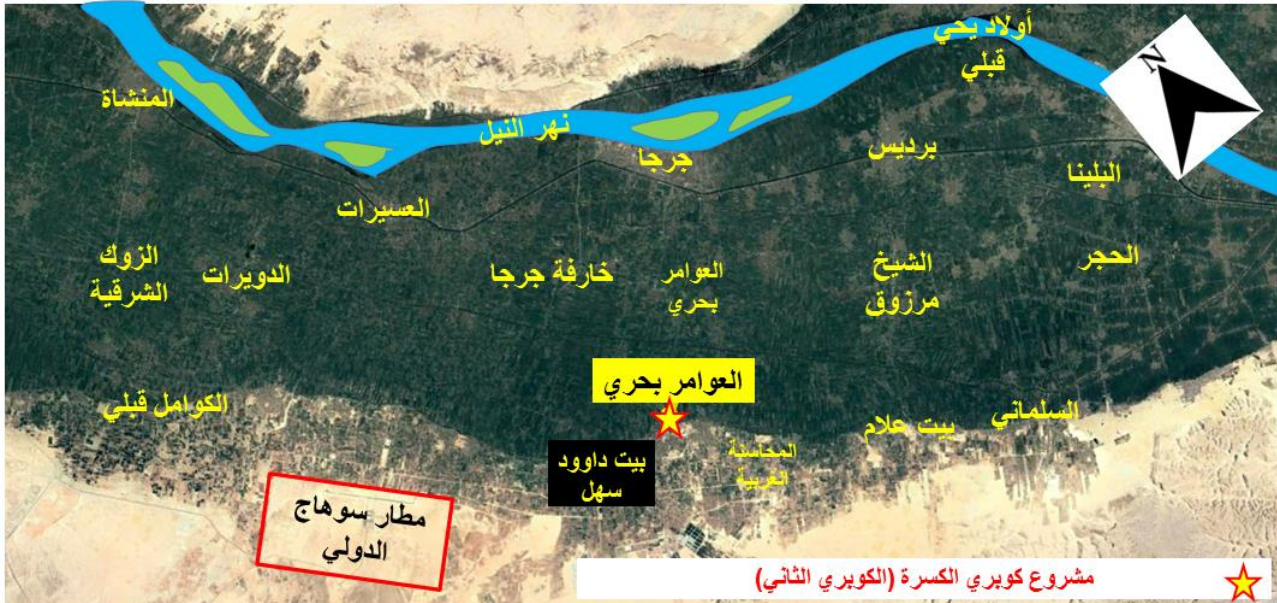 أولاد يحي
قبلي
N
المنشاة
نهر النيل
جرجا
برديس
البلينا
العسيرات
الزوك
الشرقية
الدويرات
خارفة جرجا
العوامر
بحري
الشيخ
مرزوق
الحجر
العوامر بحري
الكوامل قبلي
السلماني
بيت علام
المحاسنة
الغربية
بيت داوود
سهل
مطار سوهاج
الدولي
مشروع كوبري الكسرة (الكوبري الثاني)